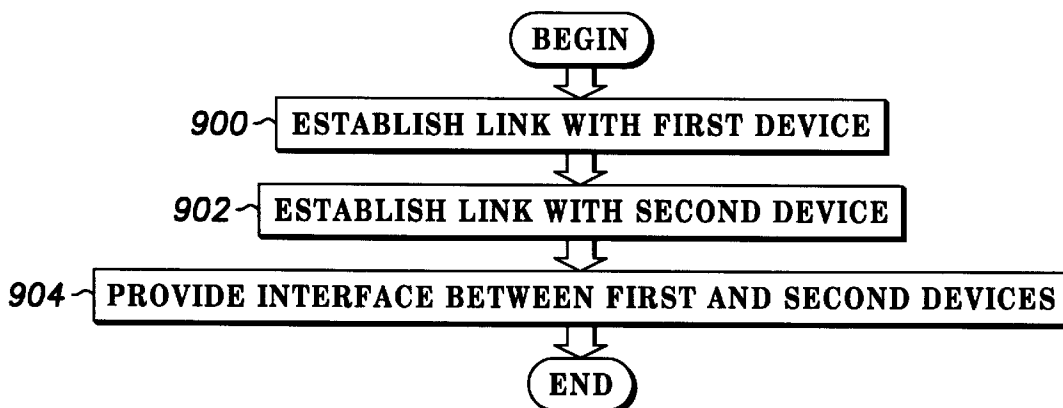 BEGIN
900 ESTABLISH LINK WITH FIRST DEVICE
902 ESTABLISH LINK WITH SECOND DEVICE
904 PROVIDE INTERFACE BETWEEN FIRST AND SECOND DEVICES
END